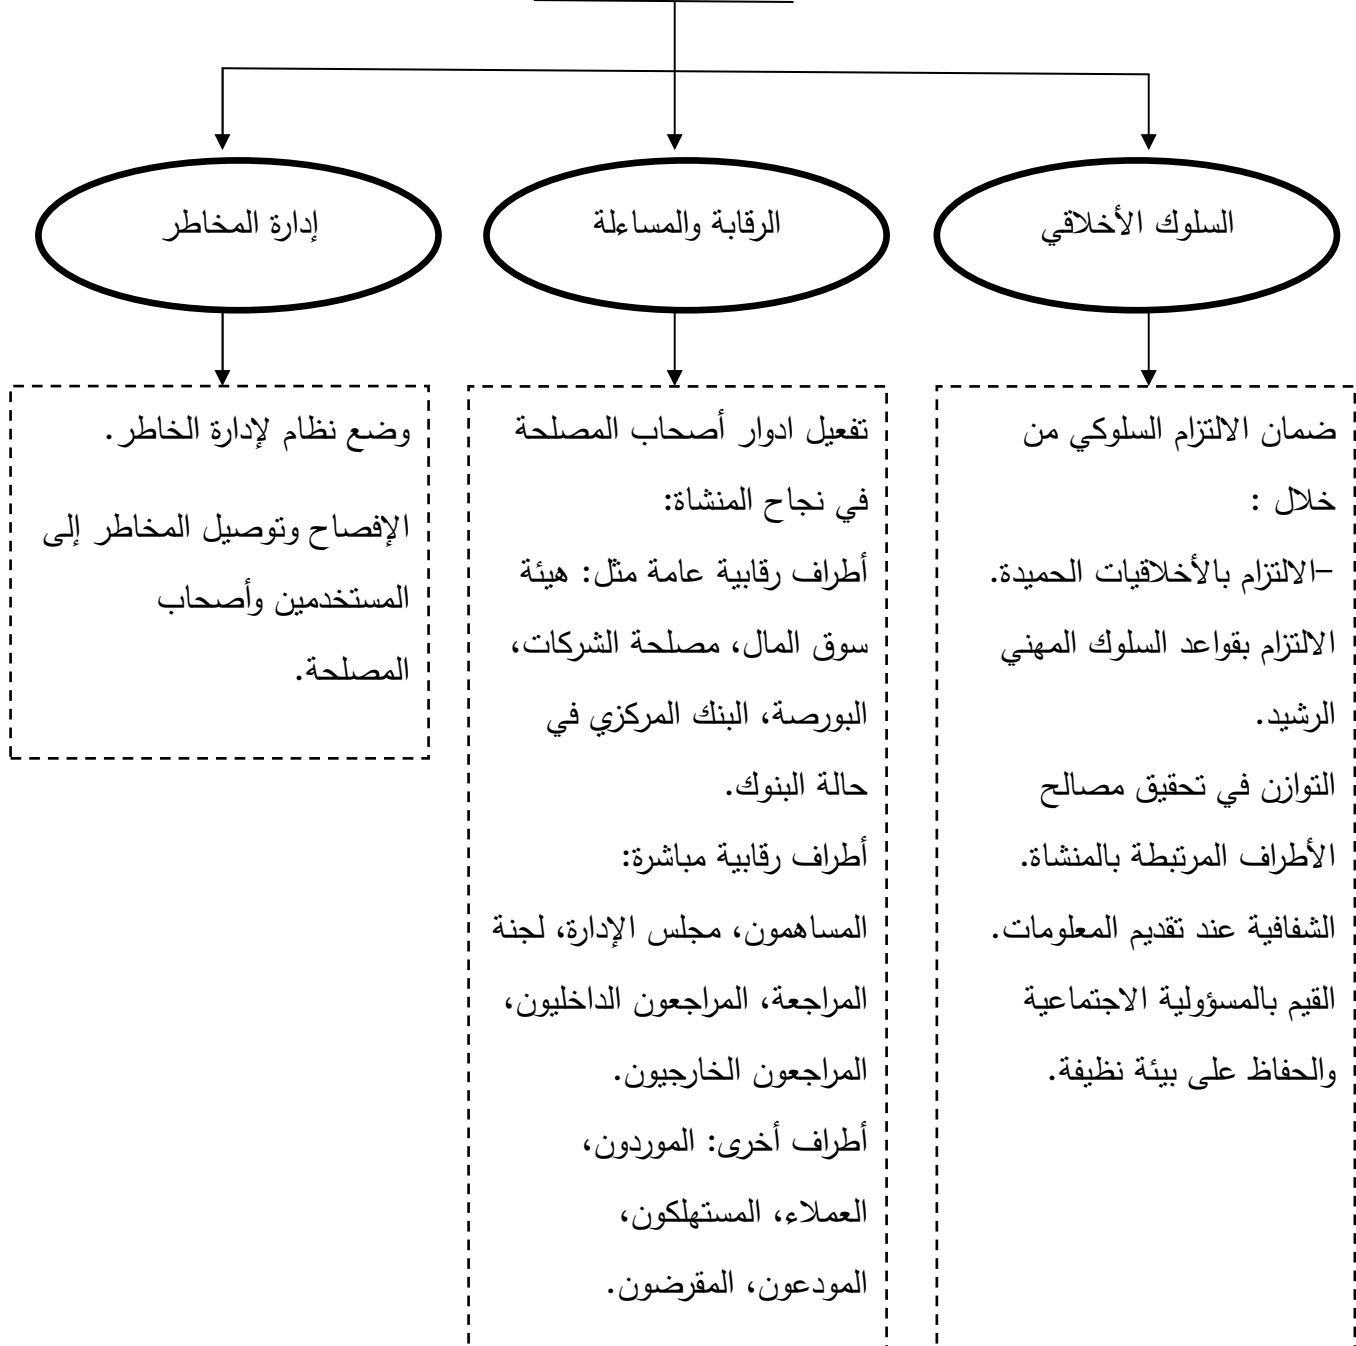 السلوك الأخلاقي
الرقابة والمساءلة
إدارة المخاطر
ضمان الالتزام السلوكي من
خلال :
-الالتزام بالأخلاقيات الحميدة.
الالتزام بقواعد السلوك المهني
الرشيد.
التوازن في تحقيق مصالح
الأطراف المرتبطة بالمنشاة.
الشفافية عند تقديم المعلومات.
القيم بالمسؤولية الاجتماعية
والحفاظ على بيئة نظيفة.
تفعيل ادوار أصحاب المصلحة
في نجاح المنشاة:
أطراف رقابية عامة مثل: هيئة
سوق المال، مصلحة الشركات،
البورصة، البنك المركزي في
حالة البنوك.
أطراف رقابية مباشرة:
المساهمون، مجلس الإدارة، لجنة
المراجعة، المراجعون الداخليون،
المراجعون الخارجيون.
أطراف أخرى: الموردون،
العملاء، المستهلكون،
المودعون، المقرضون.
وضع نظام لإدارة الخاطر.
الإفصاح وتوصيل المخاطر إلى
المستخدمين وأصحاب
المصلحة.